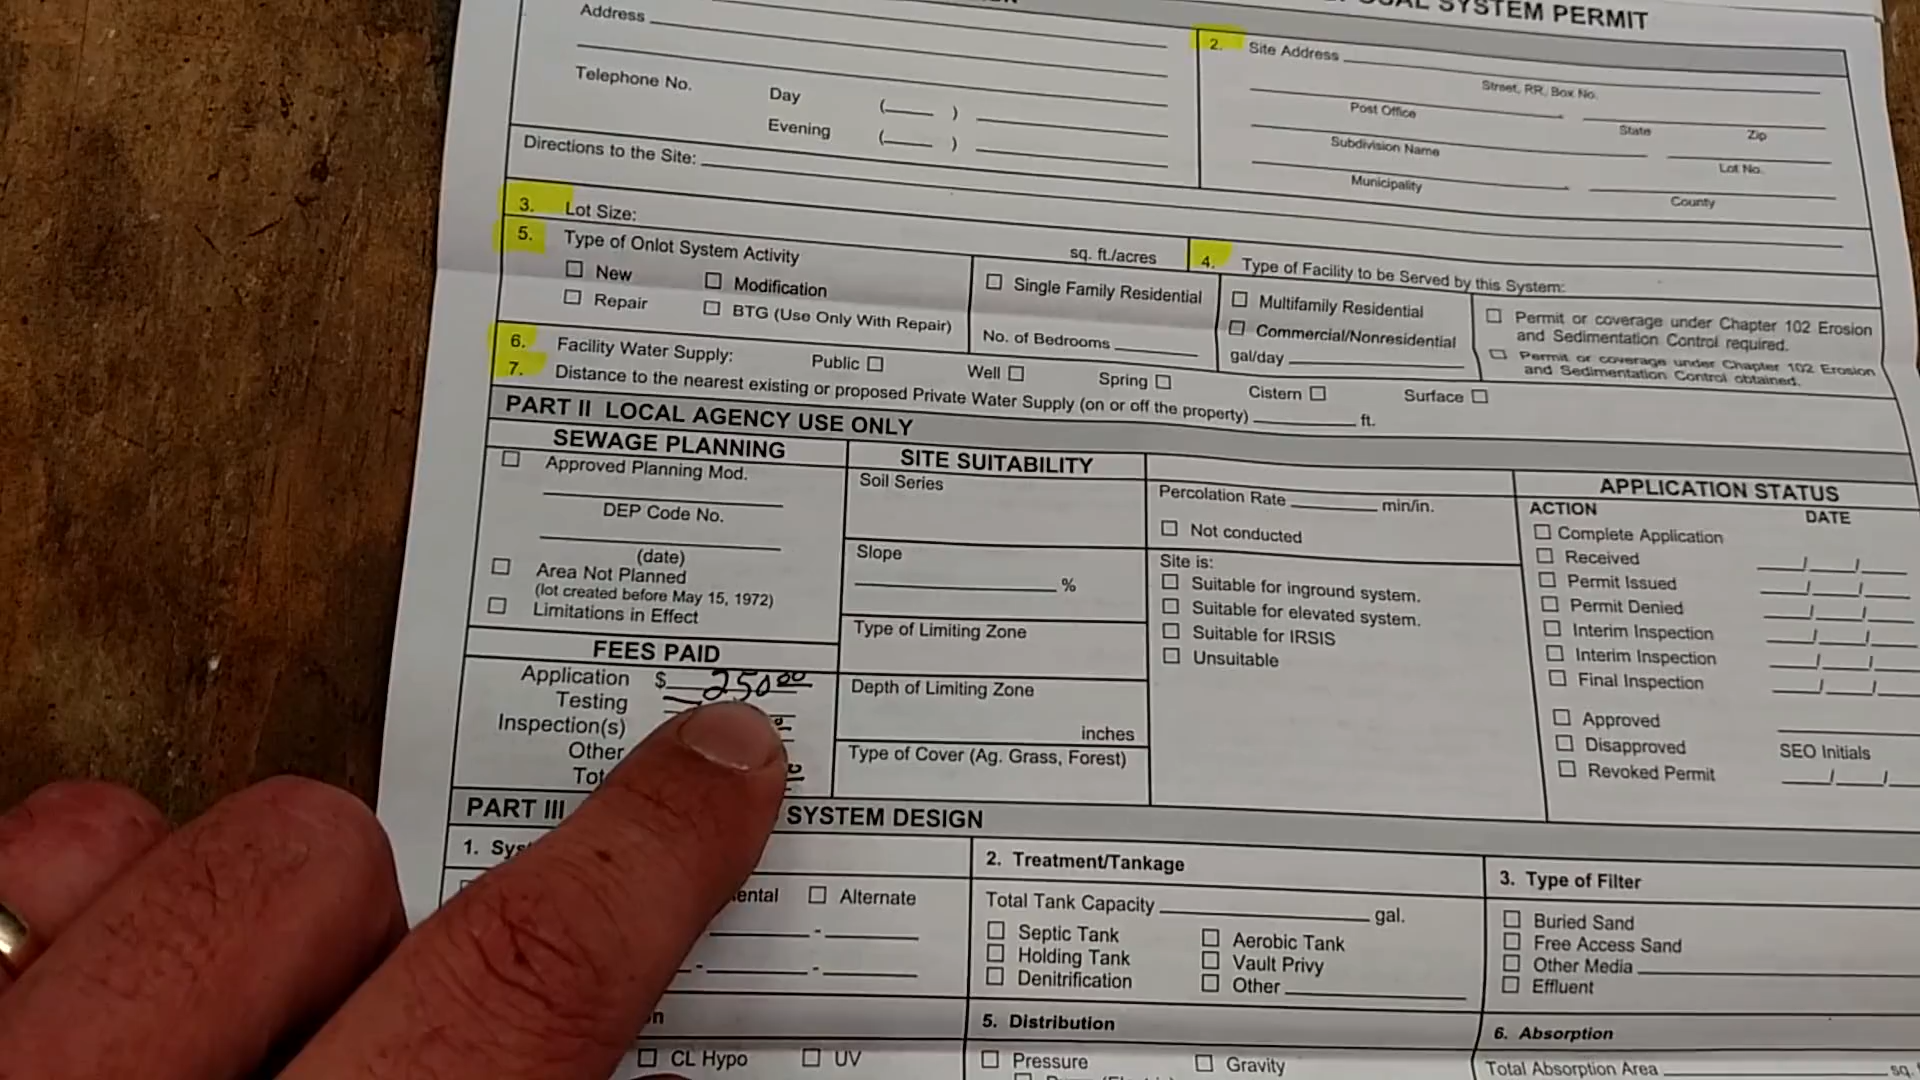 SYSTEM PERMIT
Address
Telephone No.
Day ( )
Evening ( )
Directions to the Site:
2. Site Address
Street, RR, Box No.
Post Office State Zip
Subdivision Name Lot No.
Municipality County
3. Lot Size: sq. ft./acres
5. Type of Onlot System Activity
New Modification
Repair BTG (Use Only With Repair)
4. Type of Facility to be Served by this System:
Single Family Residential
No. of Bedrooms
Multifamily Residential
Commercial/Nonresidential
gal/day
Permit or coverage under Chapter 102 Erosion
and Sedimentation Control required.
Permit or coverage under Chapter 102 Erosion
and Sedimentation Control obtained.
6. Facility Water Supply: Public Well Spring Cistern Surface
7. Distance to the nearest existing or proposed Private Water Supply (on or off the property) ft.
PART II LOCAL AGENCY USE ONLY
SEWAGE PLANNING
Approved Planning Mod.
DEP Code No.
(date)
Area Not Planned
(lot created before May 15, 1972)
Limitations in Effect
FEES PAID
Application $ 250.00
Testing
Inspection(s)
Other
SITE SUITABILITY
Soil Series
Slope
%
Type of Limiting Zone
Depth of Limiting Zone
inches
Type of Cover (Ag. Grass, Forest)
Percolation Rate min/in.
Not conducted
Site is:
Suitable for inground system.
Suitable for elevated system.
Suitable for IRSIS
Unsuitable
APPLICATION STATUS
ACTION DATE
Complete Application
Received
Permit Issued
Permit Denied
Interim Inspection
Interim Inspection
Final Inspection
Approved
Disapproved SEO Initials
Revoked Permit
PART III SYSTEM DESIGN
1.
Alternate
2. Treatment/Tankage
Total Tank Capacity gal.
Septic Tank Aerobic Tank
Holding Tank Vault Privy
Denitrification Other
3. Type of Filter
Buried Sand
Free Access Sand
Other Media
Effluent
CL Hypo UV
5. Distribution
Pressure Gravity
6. Absorption
Total Absorption Area sq.